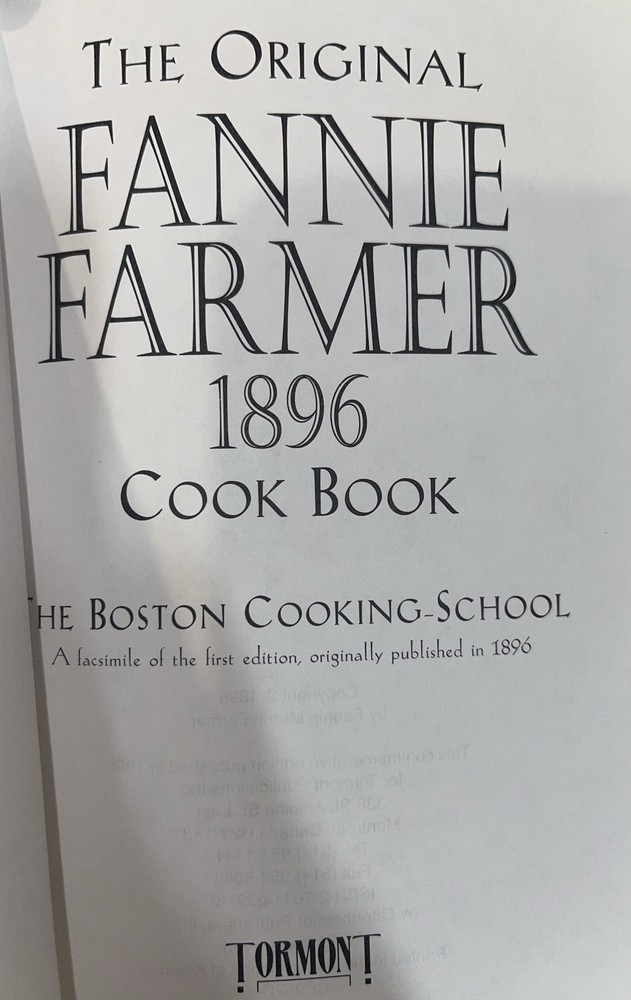 THE ORIGINAL
FANNIE
FARMER
1896
COOK BOOK
THE BOSTON COOKING-SCHOOL
A facsimile of the first edition, originally published in 1896
TORMONT